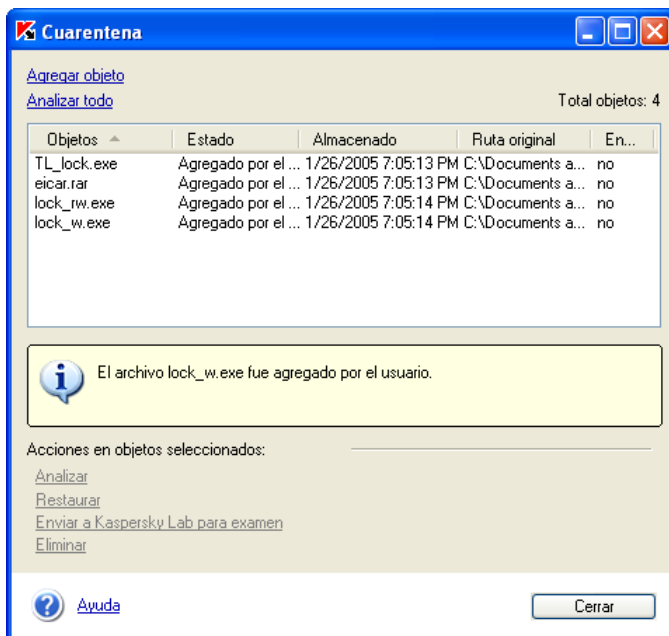 Cuarentena
Agregar objeto
Analizar todo
Total objetos: 4
Objetos Estado Almacenado Ruta original En...
TL_lock.exe Agregado por el ... 1/26/2005 7:05:13 PM C:\Documents a... no
eicar.rar Agregado por el ... 1/26/2005 7:05:13 PM C:\Documents a... no
lock_rw.exe Agregado por el ... 1/26/2005 7:05:14 PM C:\Documents a... no
lock_w.exe Agregado por el ... 1/26/2005 7:05:14 PM C:\Documents a... no
El archivo lock_w.exe fue agregado por el usuario.
Acciones en objetos seleccionados:
Analizar
Restaurar
Enviar a Kaspersky Lab para examen
Eliminar
Ayuda
Cerrar